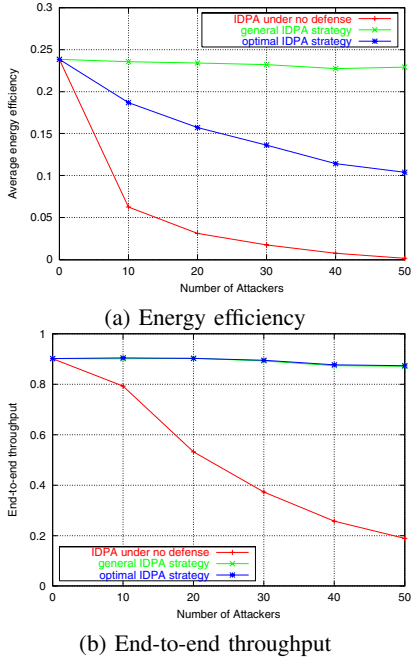 0.3
0.25
0.2
0.15
0.1
0.05
0
Average energy efficiency
IDPA under no defense
general IDPA strategy
optimal IDPA strategy
0 10 20 30 40 50
Number of Attackers
(a) Energy efficiency
1
0.8
0.6
0.4
0.2
0
End-to-end throughput
IDPA under no defense
general IDPA strategy
optimal IDPA strategy
0 10 20 30 40 50
Number of Attackers
(b) End-to-end throughput